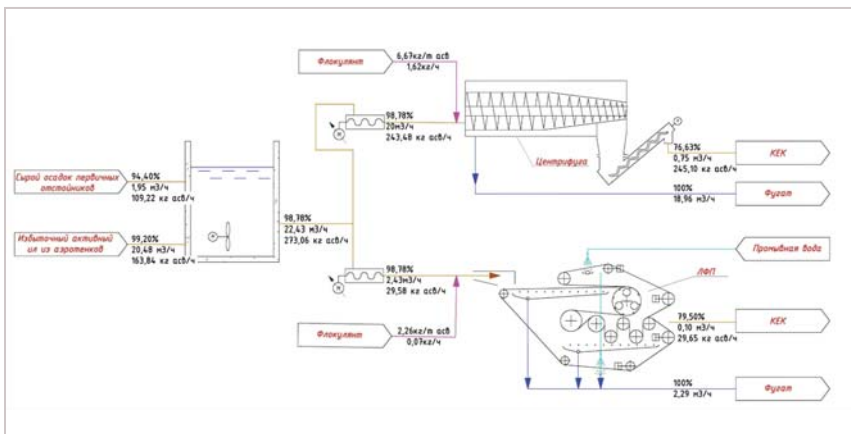 Флокулянт
6,67кг/т асв
1,62кг/ч
98,78%
20м3/ч
243,48 кг асв/ч
Центрифуга
76,63%
0,75 м3/ч
245,10 кг асв/ч
КЕК
100%
18,96 м3/ч
Фугат
Сырой осадок первичных
отстойников
94,40%
1,95 м3/ч
109,22 кг асв/ч
Избыточный активный
ил из аэротенков
99,20%
20,48 м3/ч
163,84 кг асв/ч
98,78%
22,43 м3/ч
273,06 кг асв/ч
Промывная вода
98,78%
2,43м3/ч
29,58 кг асв/ч
ЛФП
79,50%
0,10 м3/ч
29,65 кг асв/ч
КЕК
Флокулянт
2,26кг/т асв
0,07кг/ч
100%
2,29 м3/ч
Фугат